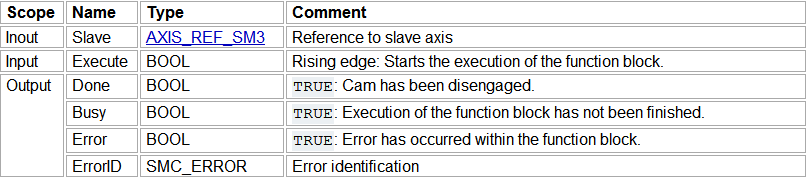 Scope Name Type Comment
Inout Slave AXIS_REF_SM3 Reference to slave axis
Input Execute BOOL Rising edge: Starts the execution of the function block.
Output Done BOOL TRUE: Cam has been disengaged.
Busy BOOL TRUE: Execution of the function block has not been finished.
Error BOOL TRUE: Error has occurred within the function block.
ErrorID SMC_ERROR Error identification